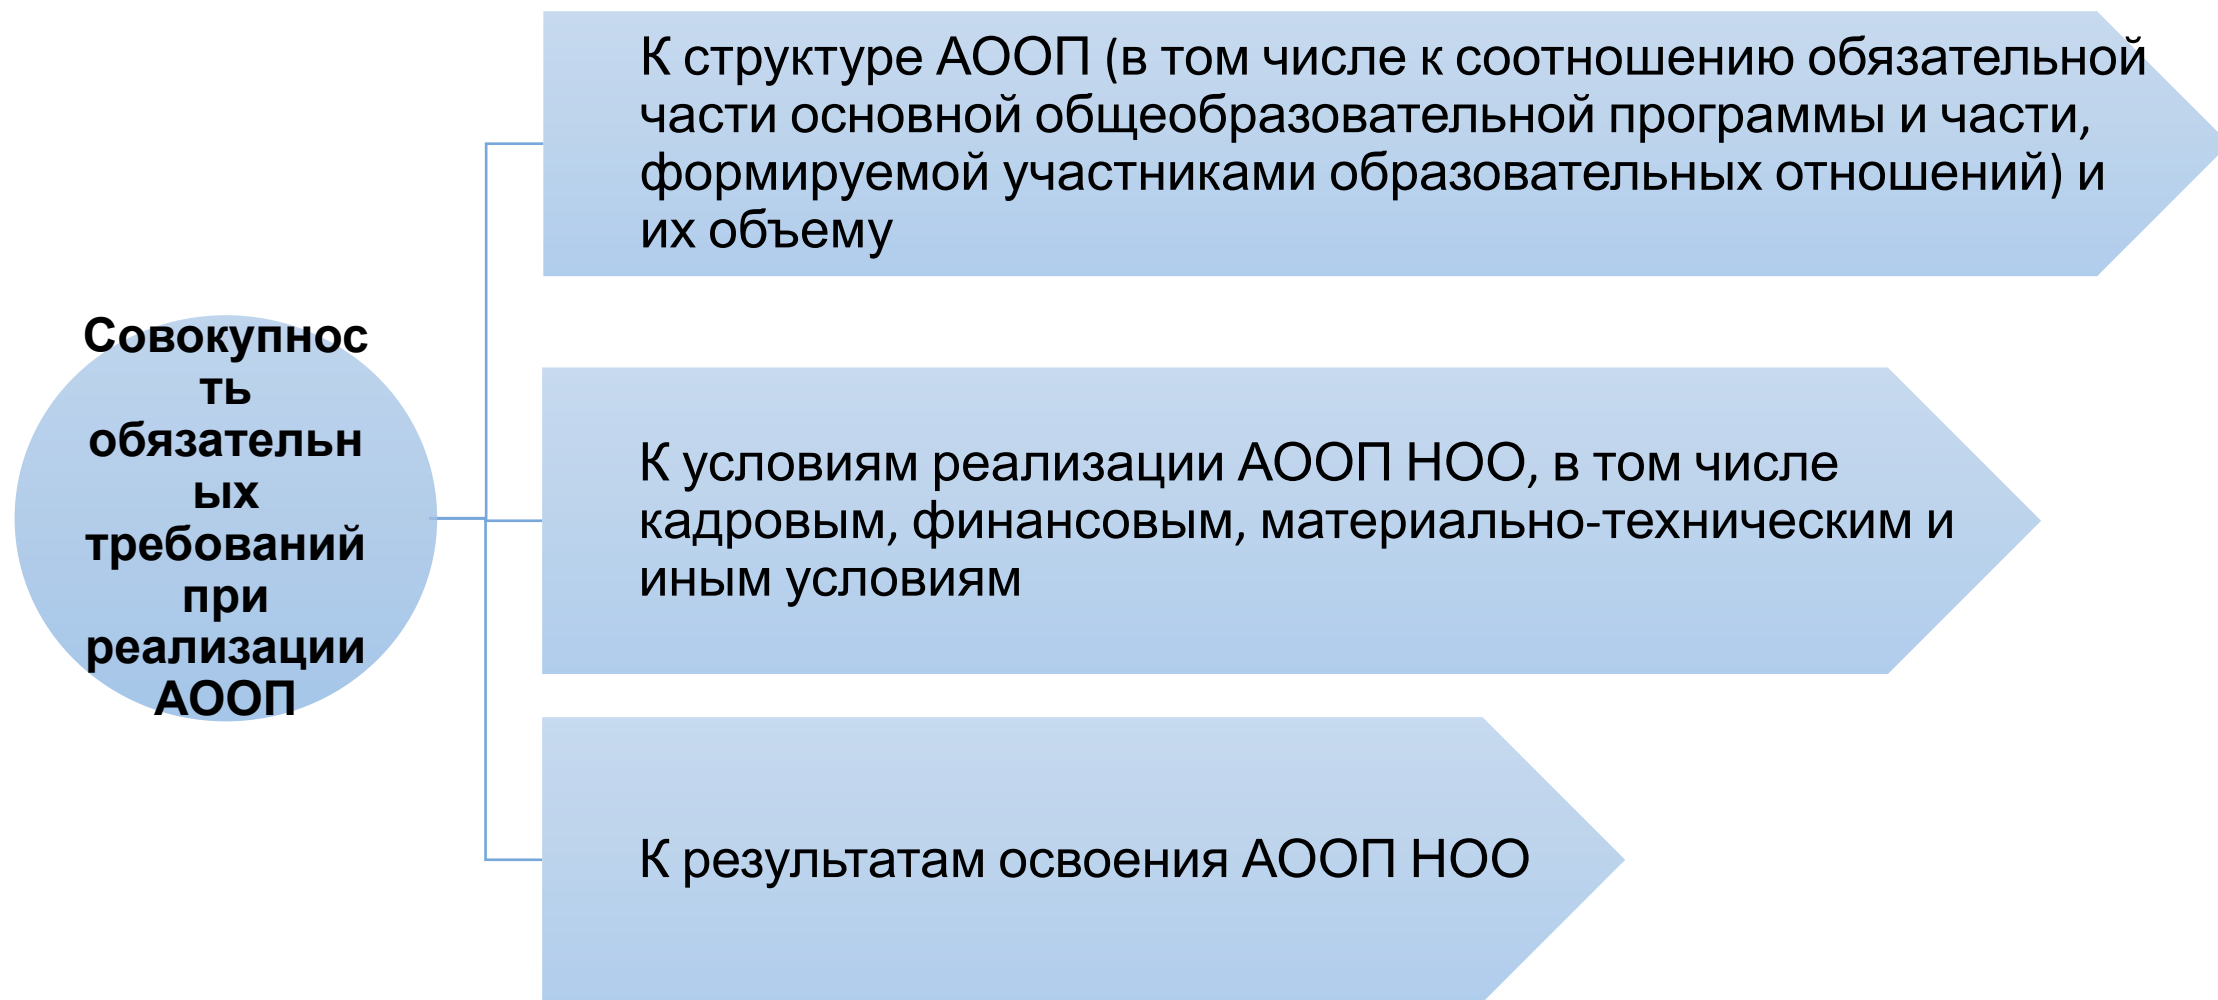 К структуре АООП (в том числе к соотношению обязательной
части основной общеобразовательной программы и части,
формируемой участниками образовательных отношений) и
их объему
Совокупнос
ть
обязательн
ых
требований
при
реализации
АООП
К условиям реализации АООП НОО, в том числе
кадровым, финансовым, материально-техническим и
иным условиям
К результатам освоения АООП НОО